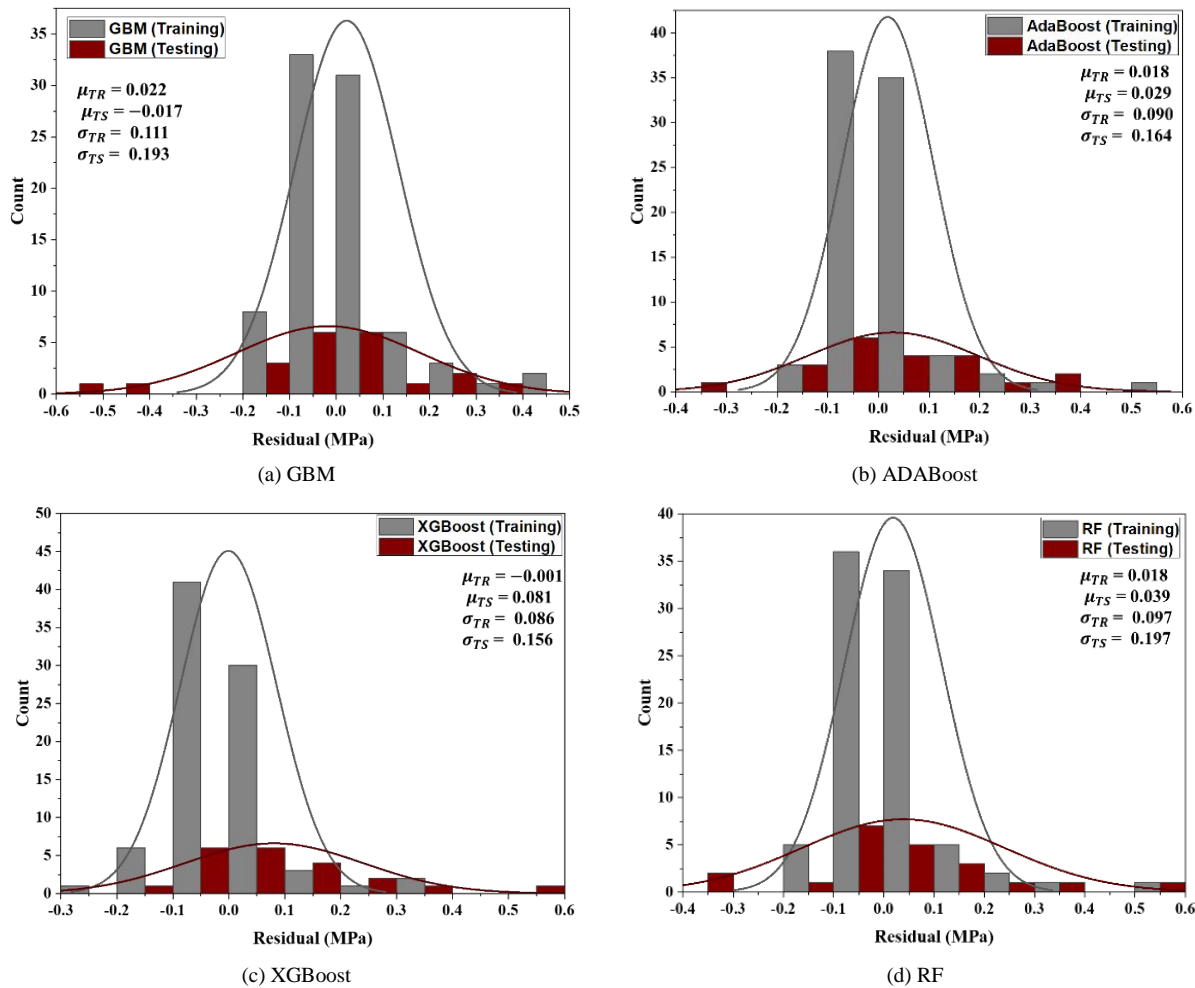 GBM (Training)
GBM (Testing)
μTR = 0.022
μTS = −0.017
σTR = 0.111
σTS = 0.193
35
30
25
20
15
10
5
0
Count
-0.6 -0.5 -0.4 -0.3 -0.2 -0.1 0.0 0.1 0.2 0.3 0.4 0.5
Residual (MPa)
(a) GBM
AdaBoost (Training)
AdaBoost (Testing)
μTR = 0.018
μTS = 0.029
σTR = 0.090
σTS = 0.164
40
35
30
25
20
15
10
5
0
Count
-0.4 -0.3 -0.2 -0.1 0.0 0.1 0.2 0.3 0.4 0.5 0.6
Residual (MPa)
(b) ADABoost
XGBoost (Training)
XGBoost (Testing)
μTR = −0.001
μTS = 0.081
σTR = 0.086
σTS = 0.156
50
45
40
35
30
25
20
15
10
5
0
Count
-0.3 -0.2 -0.1 0.0 0.1 0.2 0.3 0.4 0.5 0.6
Residual (MPa)
(c) XGBoost
RF (Training)
RF (Testing)
μTR = 0.018
μTS = 0.039
σTR = 0.097
σTS = 0.197
40
35
30
25
20
15
10
5
0
Count
-0.4 -0.3 -0.2 -0.1 0.0 0.1 0.2 0.3 0.4 0.5 0.6
Residual (MPa)
(d) RF